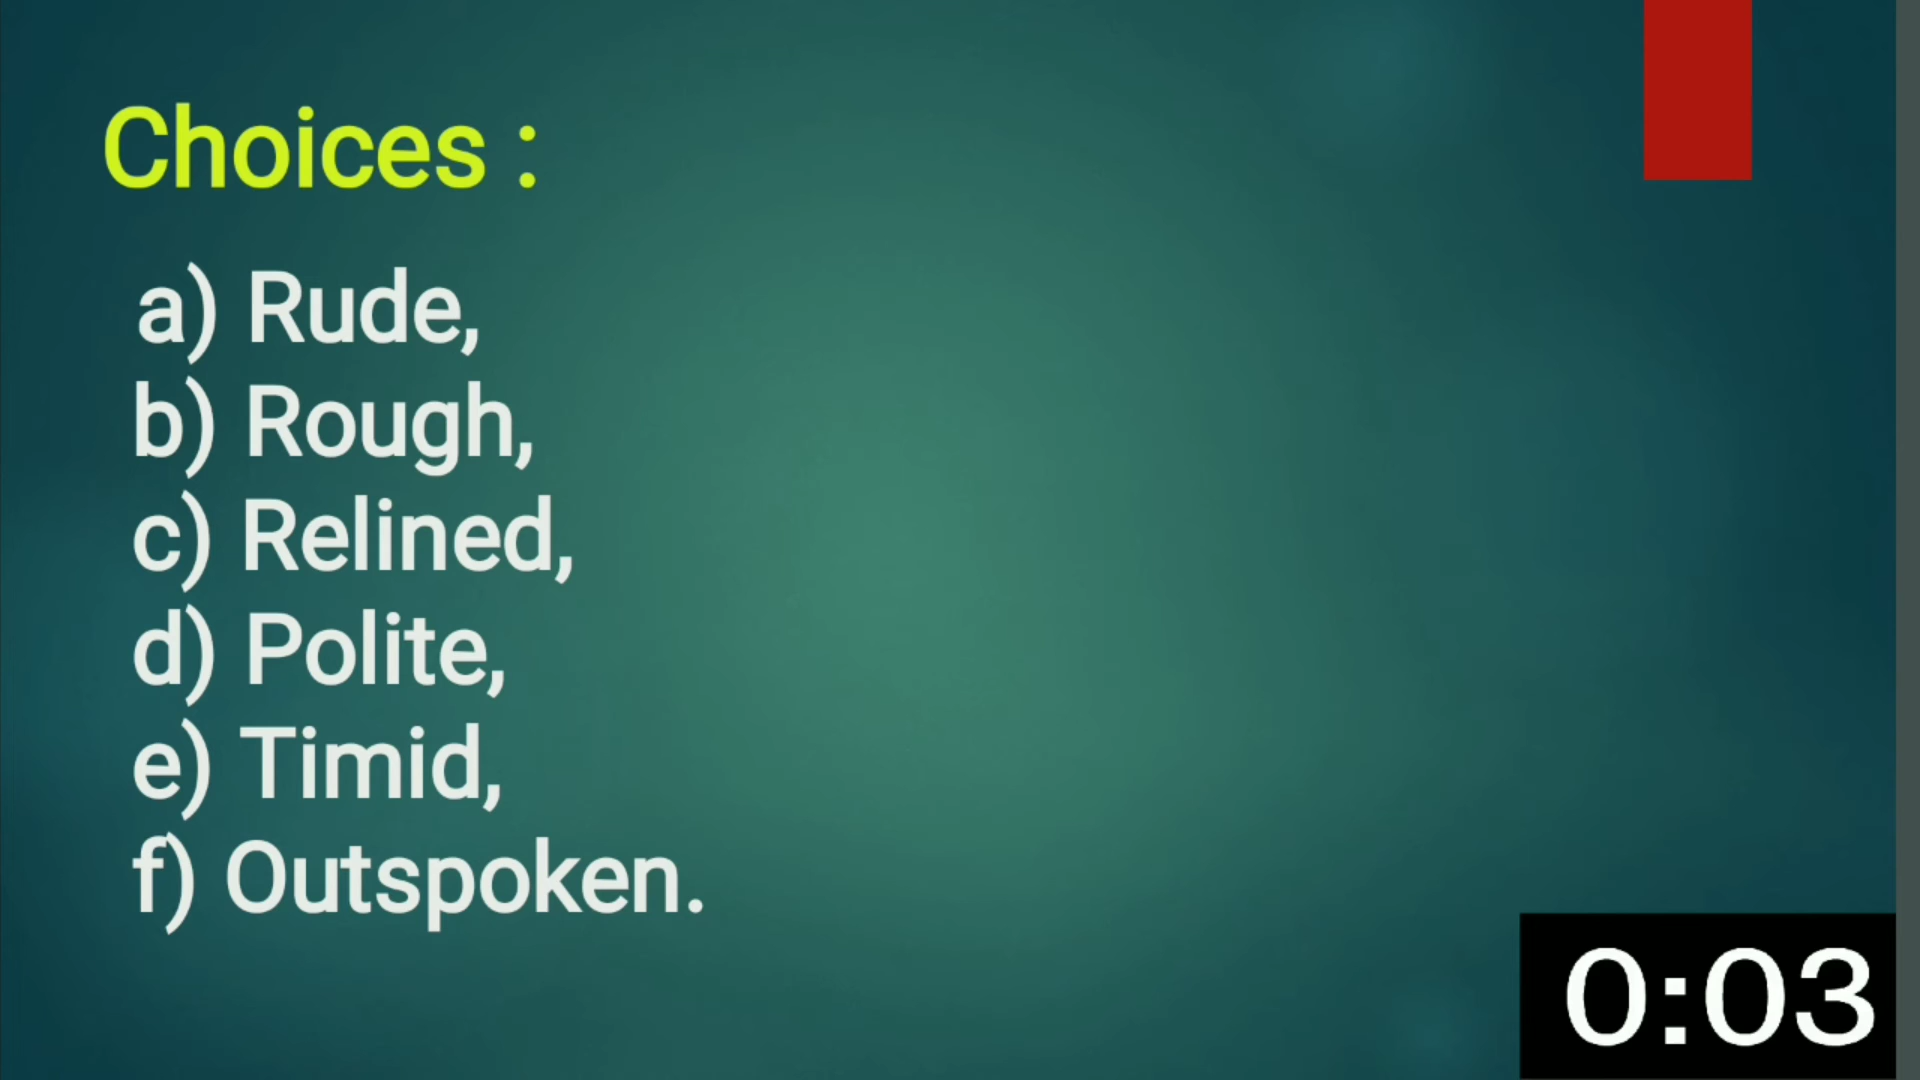 Choices :
a) Rude,
b) Rough,
c) Relined,
d) Polite,
e) Timid,
f) Outspoken.
0:03